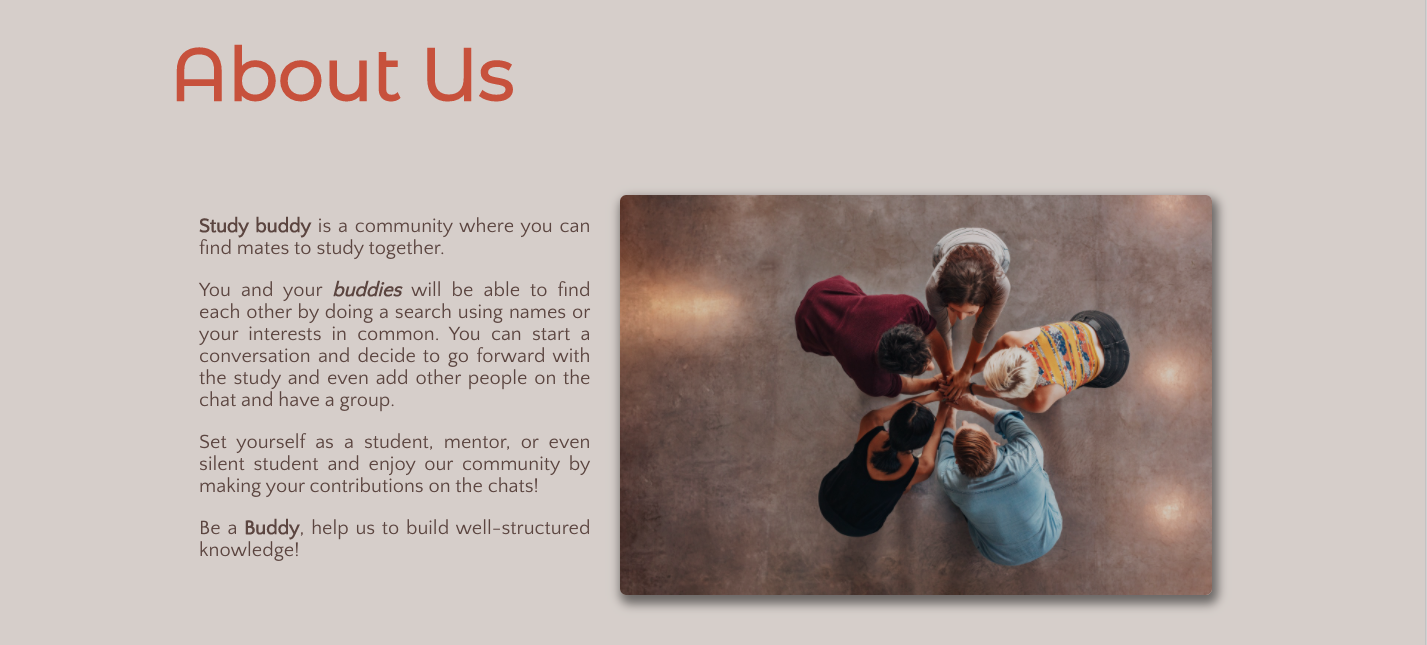 About Us
Study buddy is a community where you can
find mates to study together.
You and your buddies will be able to find
each other by doing a search using names or
your interests in common. You can start a
conversation and decide to go forward with
the study and even add other people on the
chat and have a group.
Set yourself as a student, mentor, or even
silent student and enjoy our community by
making your contributions on the chats!
Be a Buddy, help us to build well-structured
knowledge!